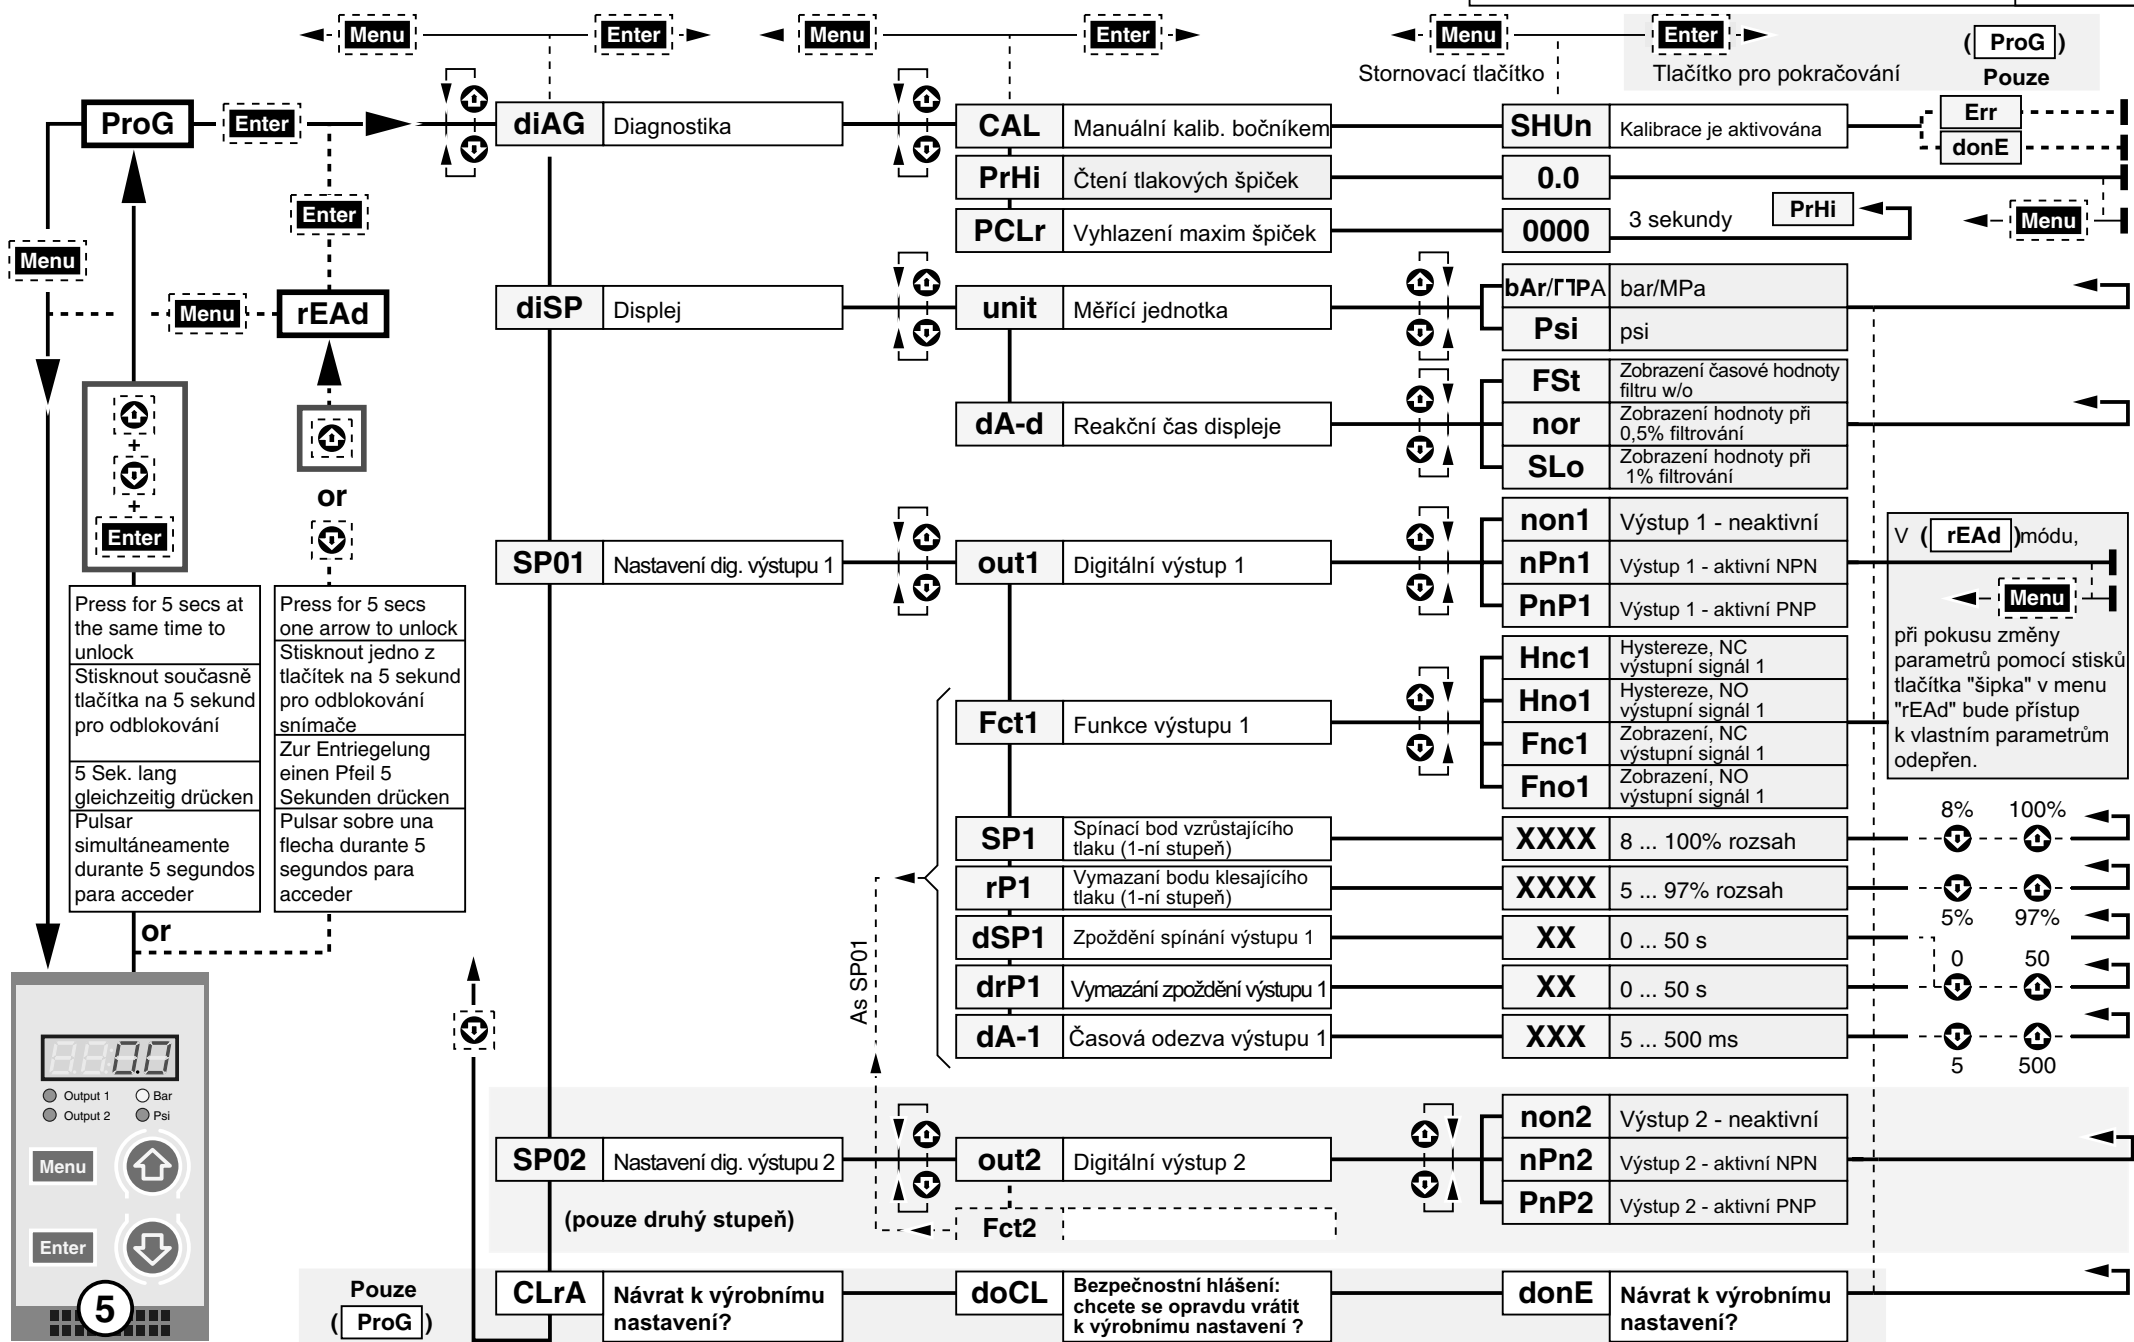 Menu
Enter
Menu
Enter
Menu
Enter
( ProG )
Stornovací tlačítko
Tlačítko pro pokračování
Pouze
ProG
Enter
Enter
Menu
Menu
rEAd
+
+
Enter
or
Press for 5 secs at
the same time to
unlock
Stisknout současně
tlačítka na 5 sekund
pro odblokování
5 Sek. lang
gleichzeitig drücken
Pulsar
simultáneamente
durante 5 segundos
para acceder
Press for 5 secs
one arrow to unlock
Stisknout jedno z
tlačítek na 5 sekund
pro odblokování
snímače
Zur Entriegelung
einen Pfeil 5
Sekunden drücken
Pulsar sobre una
flecha durante 5
segundos para
acceder
or
0.0
Output 1
Bar
Output 2
Psi
Menu
Enter
5
diAG Diagnostika
CAL Manuální kalib. bočníkem
SHUn Kalibrace je aktivována
Err
donE
PrHi Čtení tlakových špiček
0.0
PCLr Vyhlazení maxim špiček
0000
3 sekundy
PrHi
Menu
diSP Displej
unit Měřící jednotka
bAr/ПPA bar/MPa
Psi psi
dA-d Reakční čas displeje
FSt Zobrazení časové hodnoty
filtru w/o
nor Zobrazení hodnoty při
0,5% filtrování
SLo Zobrazení hodnoty při
1% filtrování
SP01 Nastavení dig. výstupu 1
out1 Digitální výstup 1
non1 Výstup 1 - neaktivní
nPn1 Výstup 1 - aktivní NPN
PnP1 Výstup 1 - aktivní PNP
V ( rEAd )módu,
Menu
při pokusu změny
parametrů pomocí stisků
tlačítka "šipka" v menu
"rEAd" bude přístup
k vlastním parametrům
odepřen.
Fct1 Funkce výstupu 1
Hnc1 Hystereze, NC
výstupní signál 1
Hno1 Hystereze, NO
výstupní signál 1
Fnc1 Zobrazení, NC
výstupní signál 1
Fno1 Zobrazení, NO
výstupní signál 1
SP1 Spínací bod vzrůstajícího
tlaku (1-ní stupeň)
XXXX 8 ... 100% rozsah
8% 100%
rP1 Vymazaní bodu klesajícího
tlaku (1-ní stupeň)
XXXX 5 ... 97% rozsah
5% 97%
dSP1 Zpoždění spínání výstupu 1
XX 0 ... 50 s
0 50
drP1 Vymazání zpoždění výstupu 1
XX 0 ... 50 s
dA-1 Časová odezva výstupu 1
XXX 5 ... 500 ms
5 500
As SP01
SP02 Nastavení dig. výstupu 2
(pouze druhý stupeň)
out2 Digitální výstup 2
Fct2
non2 Výstup 2 - neaktivní
nPn2 Výstup 2 - aktivní NPN
PnP2 Výstup 2 - aktivní PNP
Pouze
( ProG )
CLrA Návrat k výrobnímu
nastavení?
doCL Bezpečnostní hlášení:
chcete se opravdu vrátit
k výrobnímu nastavení ?
donE Návrat k výrobnímu
nastavení?